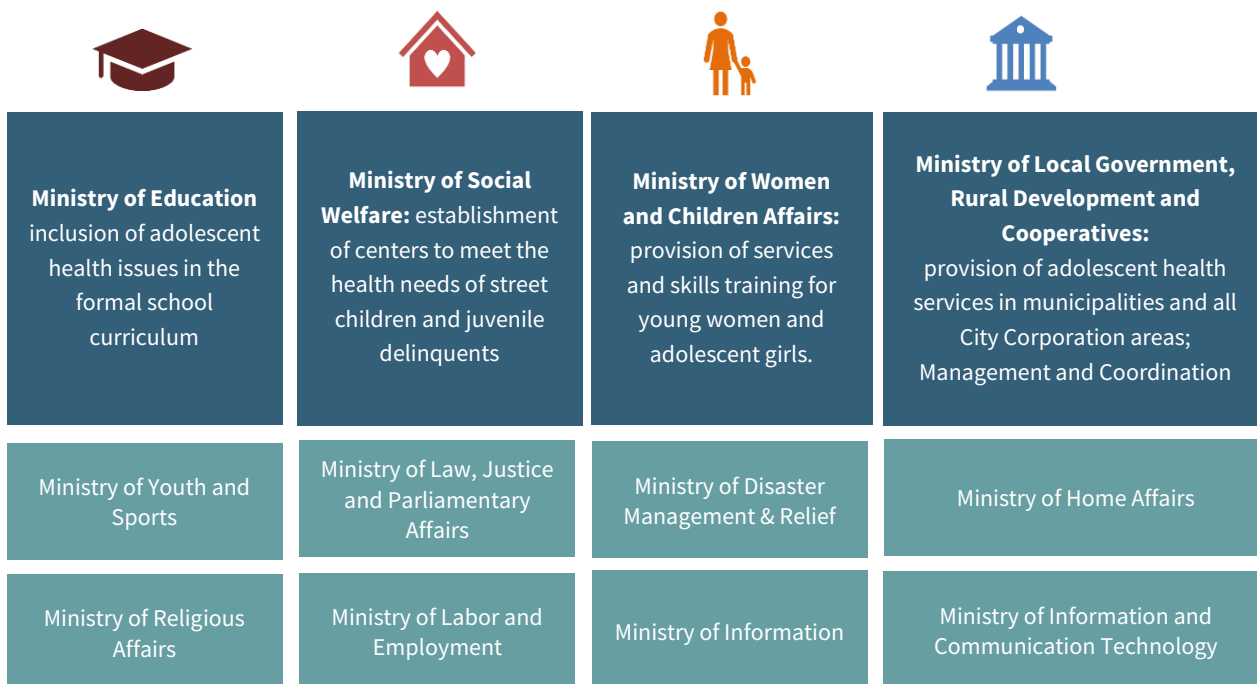 Ministry of Education
inclusion of adolescent
health issues in the
formal school
curriculum
Ministry of Social
Welfare: establishment
of centers to meet the
health needs of street
children and juvenile
delinquents
Ministry of Women
and Children Affairs:
provision of services
and skills training for
young women and
adolescent girls.
Ministry of Local Government,
Rural Development and
Cooperatives:
provision of adolescent health
services in municipalities and all
City Corporation areas;
Management and Coordination
Ministry of Youth and
Sports
Ministry of Law, Justice
and Parliamentary
Affairs
Ministry of Disaster
Management & Relief
Ministry of Home Affairs
Ministry of Religious
Affairs
Ministry of Labor and
Employment
Ministry of Information
Ministry of Information and
Communication Technology